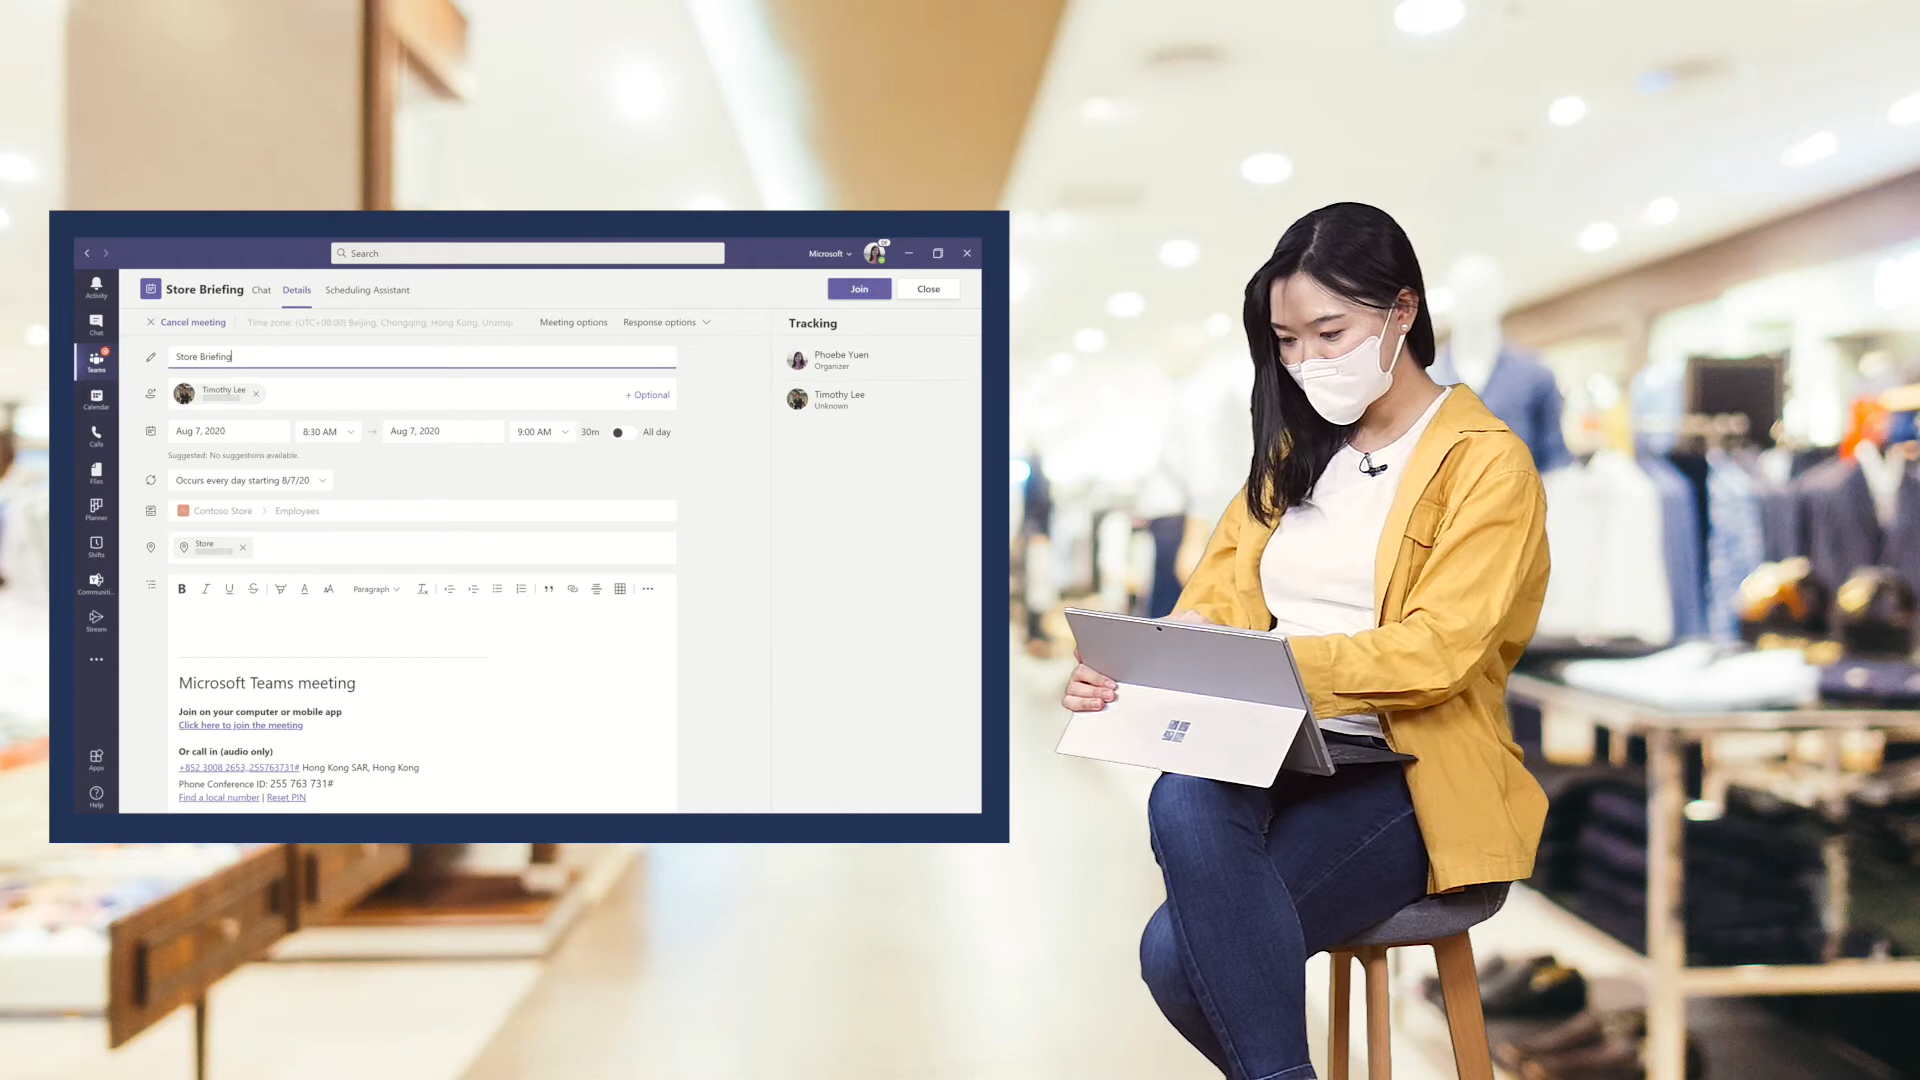 Search
Microsoft
Activity
Chat
Teams
Calendar
Calls
Files
Planner
Shifts
Communiti...
Stream
Apps
Help
Store Briefing Chat Details Scheduling Assistant Join Close
Cancel meeting Time zone: (UTC+08:00) Beijing, Chongqing, Hong Kong, Urumqi Meeting options Response options
Tracking
Phoebe Yuen
Organizer
Timothy Lee
Unknown
Store Briefing
Timothy Lee
+ Optional
Aug 7, 2020 8:30 AM Aug 7, 2020 9:00 AM 30m All day
Suggested: No suggestions available.
Occurs every day starting 8/7/20
Contoso Store > Employees
Store
B I U S A AA Paragraph
Microsoft Teams meeting
Join on your computer or mobile app
Click here to join the meeting
Or call in (audio only)
+852 3008 2653,,255763731# Hong Kong SAR, Hong Kong
Phone Conference ID: 255 763 731#
Find a local number | Reset PIN